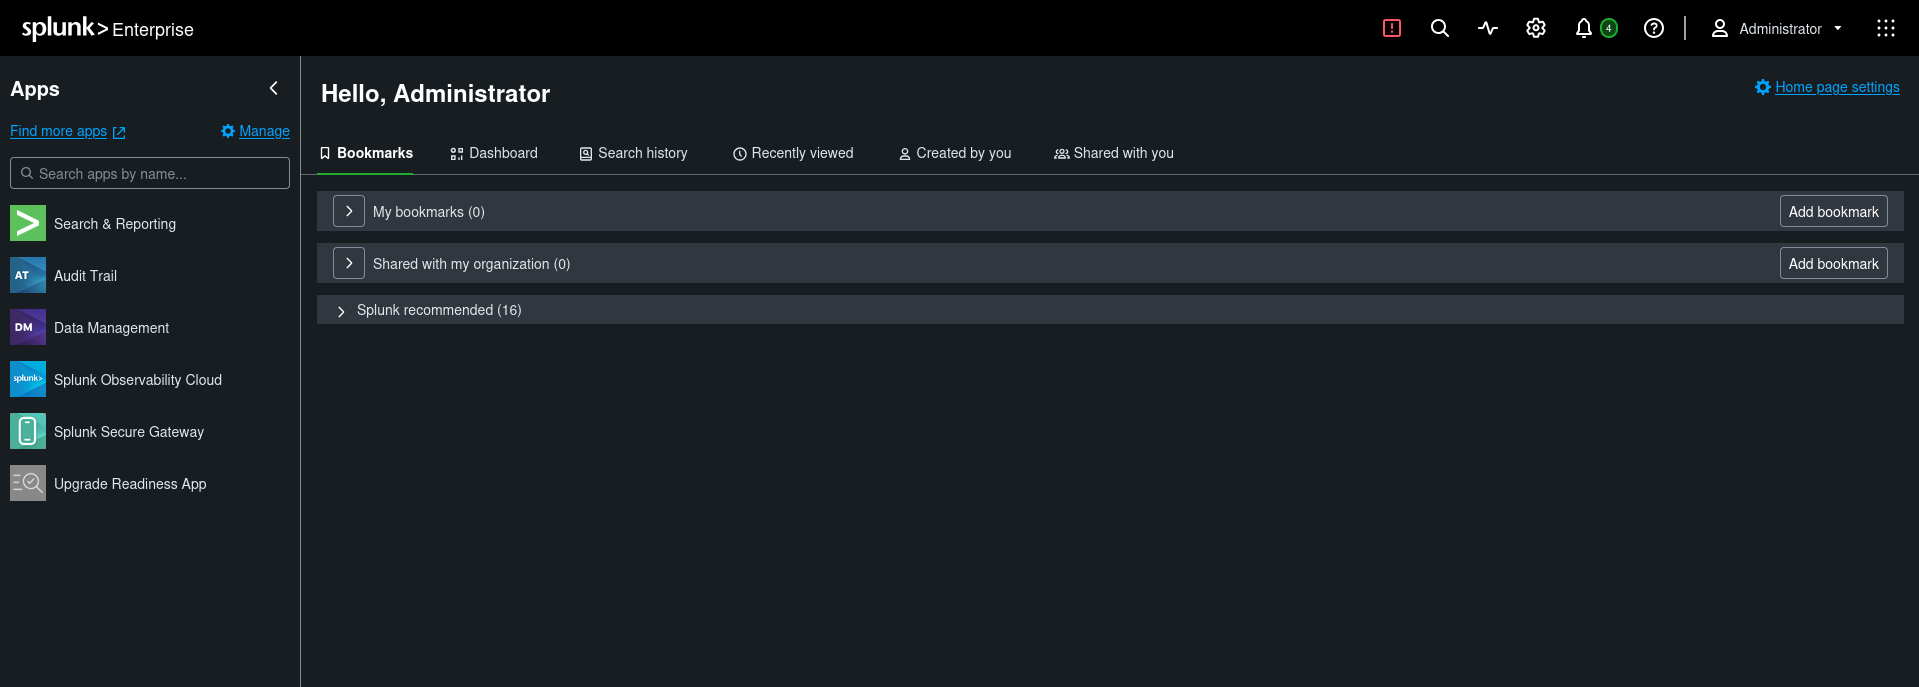 splunk> Enterprise
4
Administrator
Apps
Find more apps
Manage
Search apps by name...
Search & Reporting
AT
Audit Trail
DM
Data Management
splunk>
Splunk Observability Cloud
Splunk Secure Gateway
Upgrade Readiness App
Hello, Administrator
Home page settings
Bookmarks
Dashboard
Search history
Recently viewed
Created by you
Shared with you
My bookmarks (0)
Add bookmark
Shared with my organization (0)
Add bookmark
Splunk recommended (16)